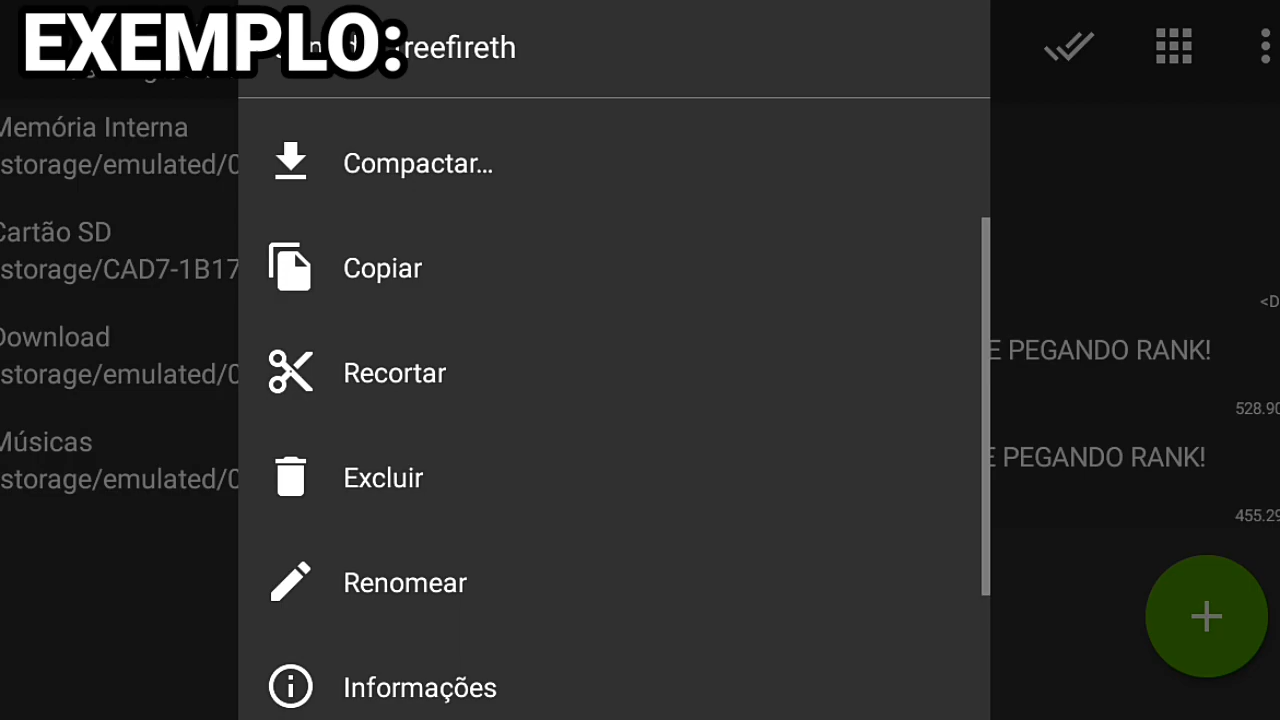 EXEMPLO:
reefireth
Memória Interna
storage/emulated/0
Cartão SD
storage/CAD7-1B17
Download
storage/emulated/0
Músicas
storage/emulated/0
Compactar...
Copiar
Recortar
Excluir
Renomear
Informações
<D
E PEGANDO RANK!
528.90
E PEGANDO RANK!
455.29